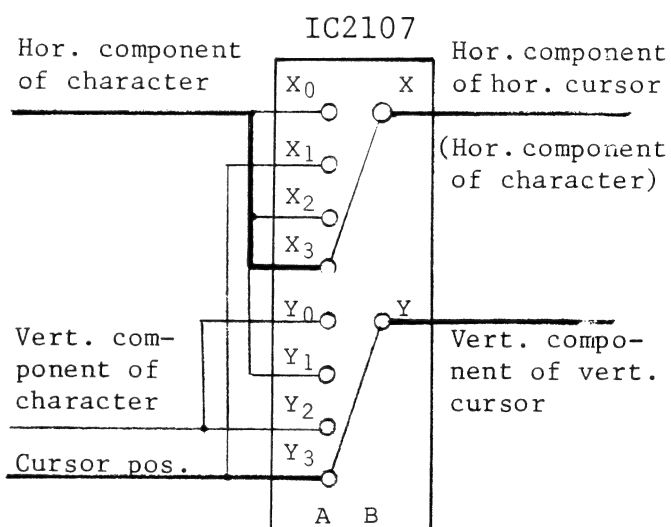 IC2107
Hor. component
of character
Hor. component
of hor. cursor
(Hor. component
of character)
X0
X
X1
X2
X3
Y0
Y
Y1
Y2
Y3
Vert. com-
ponent of
character
Cursor pos.
Vert. compo-
nent of vert.
cursor
A B